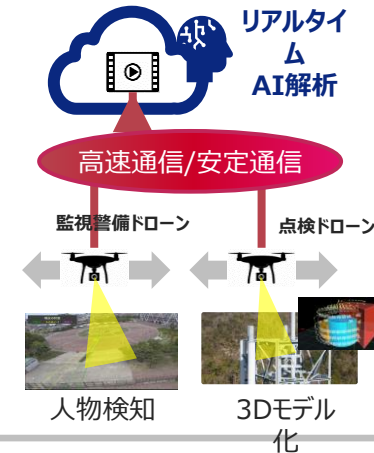 リアルタイ
ム
AI解析
高速通信/安定通信
監視警備ドローン
点検ドローン
人物検知
3Dモデル
化